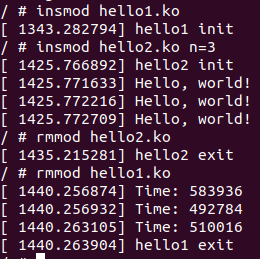 / # insmod hello1.ko
[ 1343.282794] hello1 init
/ # insmod hello2.ko n=3
[ 1425.766892] hello2 init
[ 1425.771633] Hello, world!
[ 1425.772216] Hello, world!
[ 1425.772709] Hello, world!
/ # rmmod hello2.ko
[ 1435.215281] hello2 exit
/ # rmmod hello1.ko
[ 1440.256874] Time: 583936
[ 1440.256932] Time: 492784
[ 1440.263105] Time: 510016
[ 1440.263904] hello1 exit
/ #